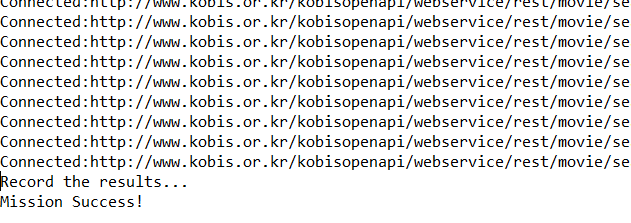 Connected:http://www.kobis.or.kr/kobisopenapi/webservice/rest/movie/se
Connected:http://www.kobis.or.kr/kobisopenapi/webservice/rest/movie/se
Connected:http://www.kobis.or.kr/kobisopenapi/webservice/rest/movie/se
Connected:http://www.kobis.or.kr/kobisopenapi/webservice/rest/movie/se
Connected:http://www.kobis.or.kr/kobisopenapi/webservice/rest/movie/se
Connected:http://www.kobis.or.kr/kobisopenapi/webservice/rest/movie/se
Connected:http://www.kobis.or.kr/kobisopenapi/webservice/rest/movie/se
Connected:http://www.kobis.or.kr/kobisopenapi/webservice/rest/movie/se
Connected:http://www.kobis.or.kr/kobisopenapi/webservice/rest/movie/se
Record the results...
Mission Success!